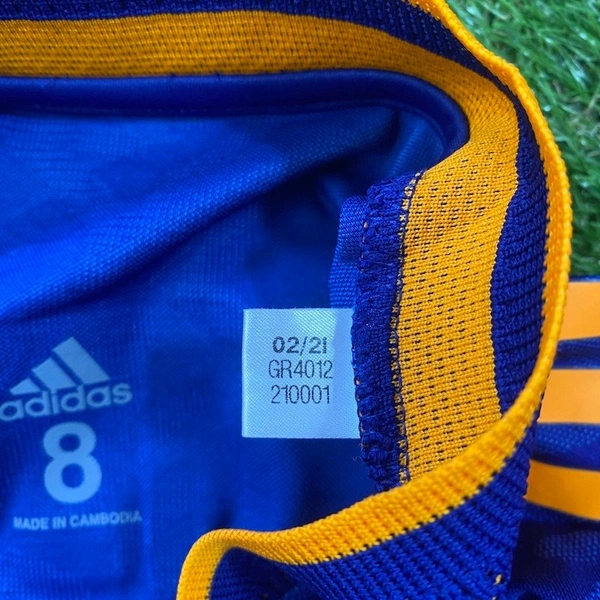 02/21
GR4012
210001
adidas
8
MADE IN CAMBODIA